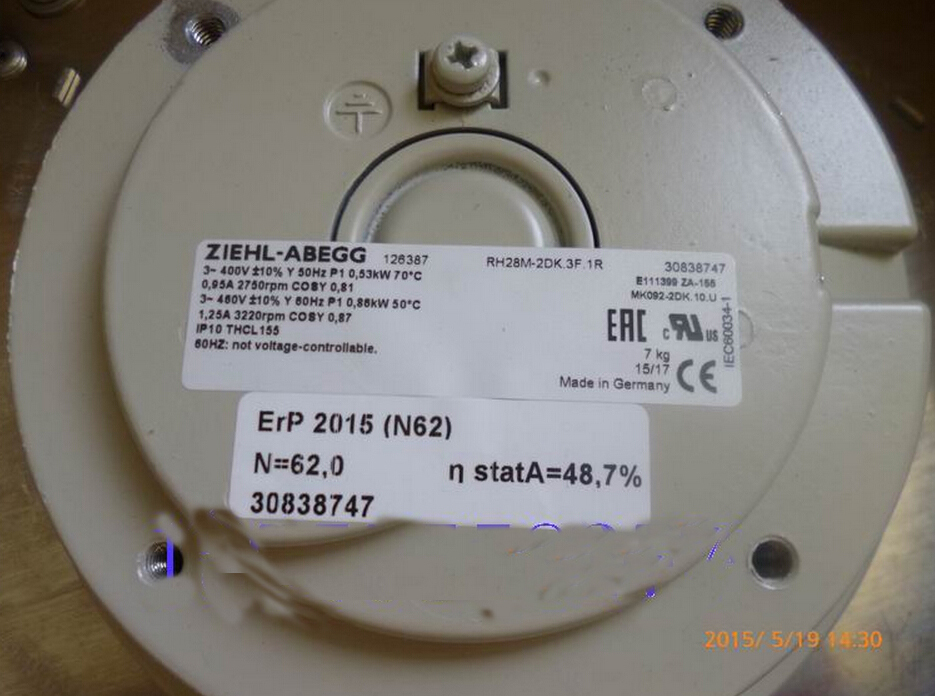 ZIEHL-ABEGG 126387 RH28M-2DK.3F.1R 30838747
3~ 400V ±10% Y 50Hz P1 0,53kW 70°C
E111399 ZA-155
0,95A 2750rpm COSY 0,81
MK092-2DK.10.U
3~ 460V ±10% Y 60Hz P1 0,86kW 50°C
1,25A 3220rpm COSY 0,87
EAC c RU us
IP10 THCL155
60HZ: not voltage-controllable.
7 kg
15/17
Made in Germany CE
IEC60034-1
ErP 2015 (N62)
N=62,0 η statA=48,7%
30838747
2015/ 5/19 14:30